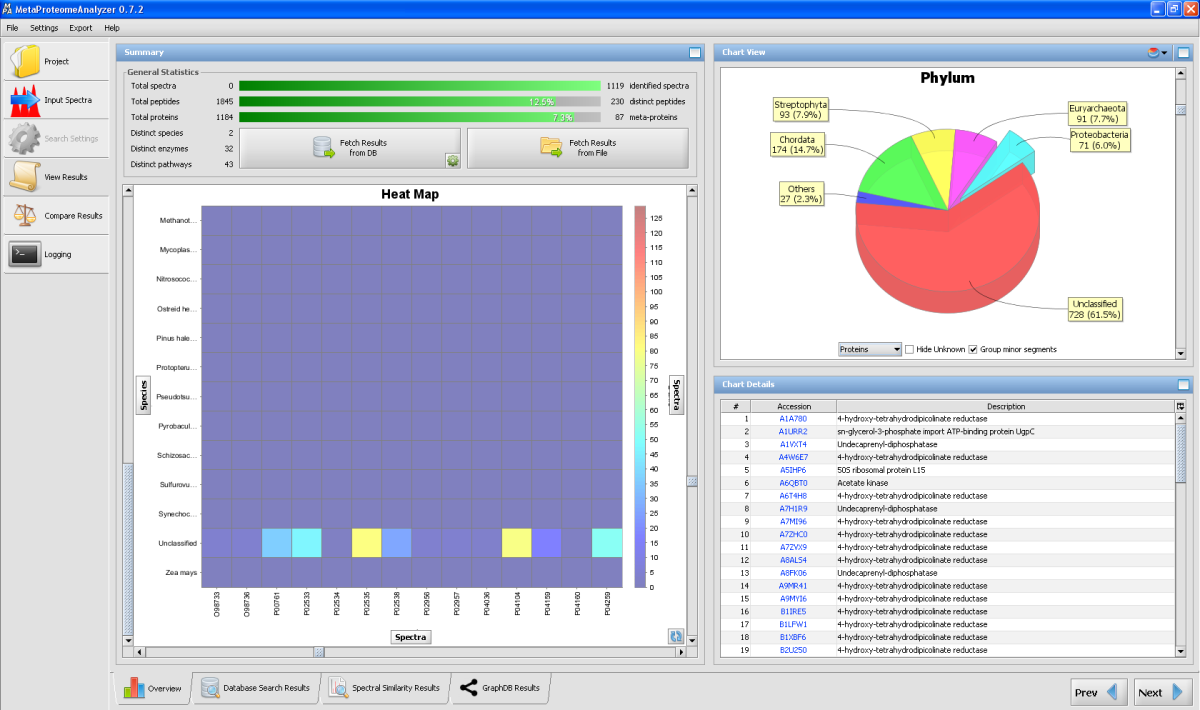 MetaProteomeAnalyzer 0.7.2
File Settings Export Help
Project
Input Spectra
Search Settings
View Results
Compare Results
Logging
Summary
General Statistics
Total spectra 0 1119 identified spectra
Total peptides 1845 12.5% 230 distinct peptides
Total proteins 1184 7.3% 87 meta-proteins
Distinct species 2
Distinct enzymes 32
Distinct pathways 43
Fetch Results
from DB
Fetch Results
from File
Heat Map
Methanot...
Mycoplas...
Nitrosococ...
Ostreid he...
Pinus hale...
Protopteru...
Pseudotsu...
Pyrobacul...
Schizosac...
Sulfurovu...
Synechoc...
Unclassified
Zea mays
Species
O98733
O98736
P00761
P02533
P02534
P02535
P02538
P02956
P02957
P04036
P04104
P04159
P04160
P04259
Spectra
125
120
115
110
105
100
95
90
85
80
75
70
65
60
55
50
45
40
35
30
25
20
15
10
5
0
Spectra
Chart View
Phylum
Streptophyta
93 (7.9%)
Euryarchaeota
91 (7.7%)
Chordata
174 (14.7%)
Proteobacteria
71 (6.0%)
Others
27 (2.3%)
Unclassified
728 (61.5%)
Proteins Hide Unknown Group minor segments
Chart Details
# Accession Description
1 A1A780 4-hydroxy-tetrahydrodipicolinate reductase
2 A1URR2 sn-glycerol-3-phosphate import ATP-binding protein UgpC
3 A1VXT4 Undecaprenyl-diphosphatase
4 A4W6E7 4-hydroxy-tetrahydrodipicolinate reductase
5 A5IHP6 50S ribosomal protein L15
6 A6QBT0 Acetate kinase
7 A6T4H8 4-hydroxy-tetrahydrodipicolinate reductase
8 A7H1R9 Undecaprenyl-diphosphatase
9 A7MI96 4-hydroxy-tetrahydrodipicolinate reductase
10 A7ZHC0 4-hydroxy-tetrahydrodipicolinate reductase
11 A7ZVX9 4-hydroxy-tetrahydrodipicolinate reductase
12 A8AL54 4-hydroxy-tetrahydrodipicolinate reductase
13 A8FK06 Undecaprenyl-diphosphatase
14 A9MR41 4-hydroxy-tetrahydrodipicolinate reductase
15 A9MYI6 4-hydroxy-tetrahydrodipicolinate reductase
16 B1IRE5 4-hydroxy-tetrahydrodipicolinate reductase
17 B1LFW1 4-hydroxy-tetrahydrodipicolinate reductase
18 B1XBF6 4-hydroxy-tetrahydrodipicolinate reductase
19 B2U250 4-hydroxy-tetrahydrodipicolinate reductase
Overview Database Search Results Spectral Similarity Results GraphDB Results
Prev Next